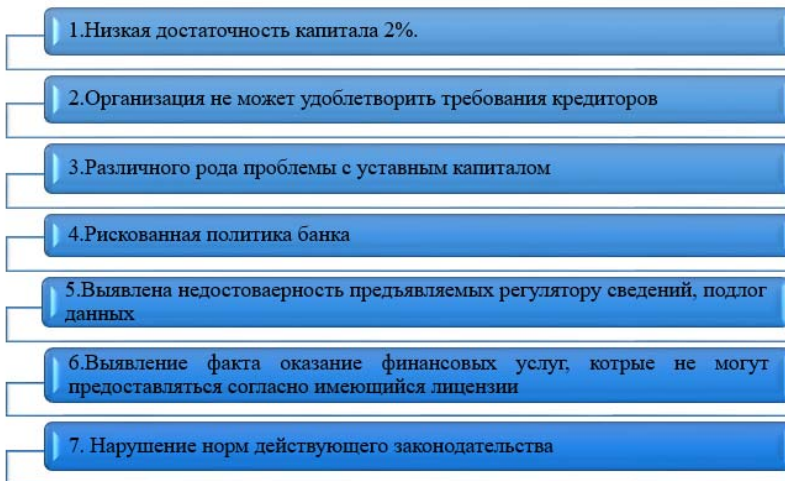 1.Низкая достаточность капитала 2%.
2.Организация не может удоблетворить требования кредиторов
3.Различного рода проблемы с уставным капиталом
4.Рискованная политика банка
5.Выявлена недостоваерность предъявляемых регулятору сведений, подлог
данных
6.Выявление факта оказание финансовых услуг, котрые не могут
предоставляться согласно имеющийся лицензии
7. Нарушение норм действующего законодательства